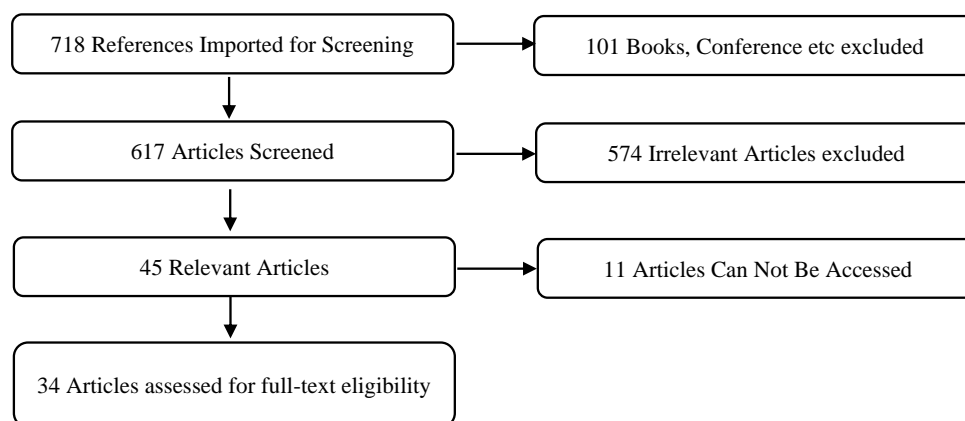 718 References Imported for Screening
101 Books, Conference etc excluded
617 Articles Screened
574 Irrelevant Articles excluded
45 Relevant Articles
11 Articles Can Not Be Accessed
34 Articles assessed for full-text eligibility